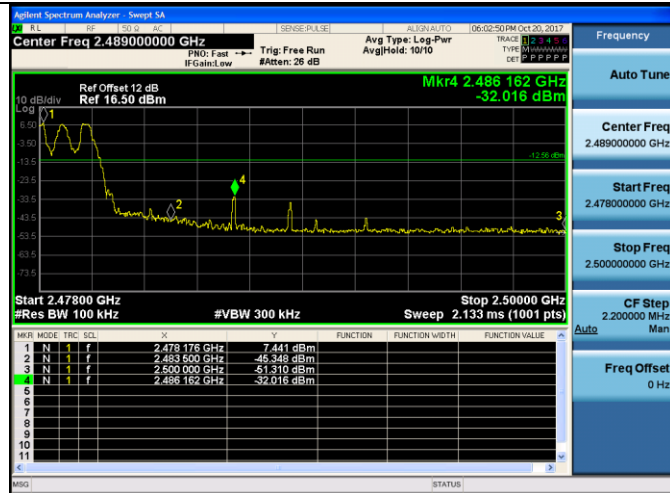 Agilent Spectrum Analyzer - Swept SA
RL RF 50 Ω AC SENSE:PULSE ALIGN AUTO 06:02:50 PM Oct 20, 2017
Center Freq 2.489000000 GHz
PNO: Fast
IFGain:Low
Trig: Free Run
#Atten: 26 dB
Avg Type: Log-Pwr
Avg|Hold: 10/10
TRACE 1 2 3 4 5 6
TYPE M
DET P P P P P P
Mkr4 2.486 162 GHz
-32.016 dBm
Ref Offset 12 dB
Ref 16.50 dBm
10 dB/div
Log
6.50
-3.50
-13.5
-23.5
-33.5
-43.5
-53.5
-63.5
-73.5
1
2
4
3
-12.56 dBm
Start 2.47800 GHz
Stop 2.50000 GHz
#Res BW 100 kHz #VBW 300 kHz Sweep 2.133 ms (1001 pts)
MKR MODE TRC SCL X Y FUNCTION FUNCTION WIDTH FUNCTION VALUE
1 N 1 f 2.478 176 GHz 7.441 dBm
2 N 1 f 2.483 500 GHz -45.348 dBm
3 N 1 f 2.500 000 GHz -51.310 dBm
4 N 1 f 2.486 162 GHz -32.016 dBm
5
6
7
8
9
10
11
MSG STATUS
Frequency
Auto Tune
Center Freq
2.489000000 GHz
Start Freq
2.478000000 GHz
Stop Freq
2.500000000 GHz
CF Step
2.200000 MHz
Auto Man
Freq Offset
0 Hz